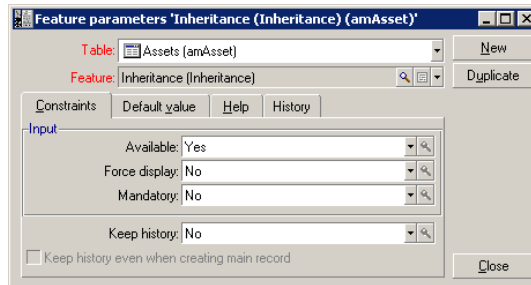 Feature parameters 'Inheritance (Inheritance) (amAsset)'
Table: Assets (amAsset)
New
Feature: Inheritance (Inheritance)
Duplicate
Constraints Default value Help History
Input
Available: Yes
Force display: No
Mandatory: No
Keep history: No
Keep history even when creating main record
Close